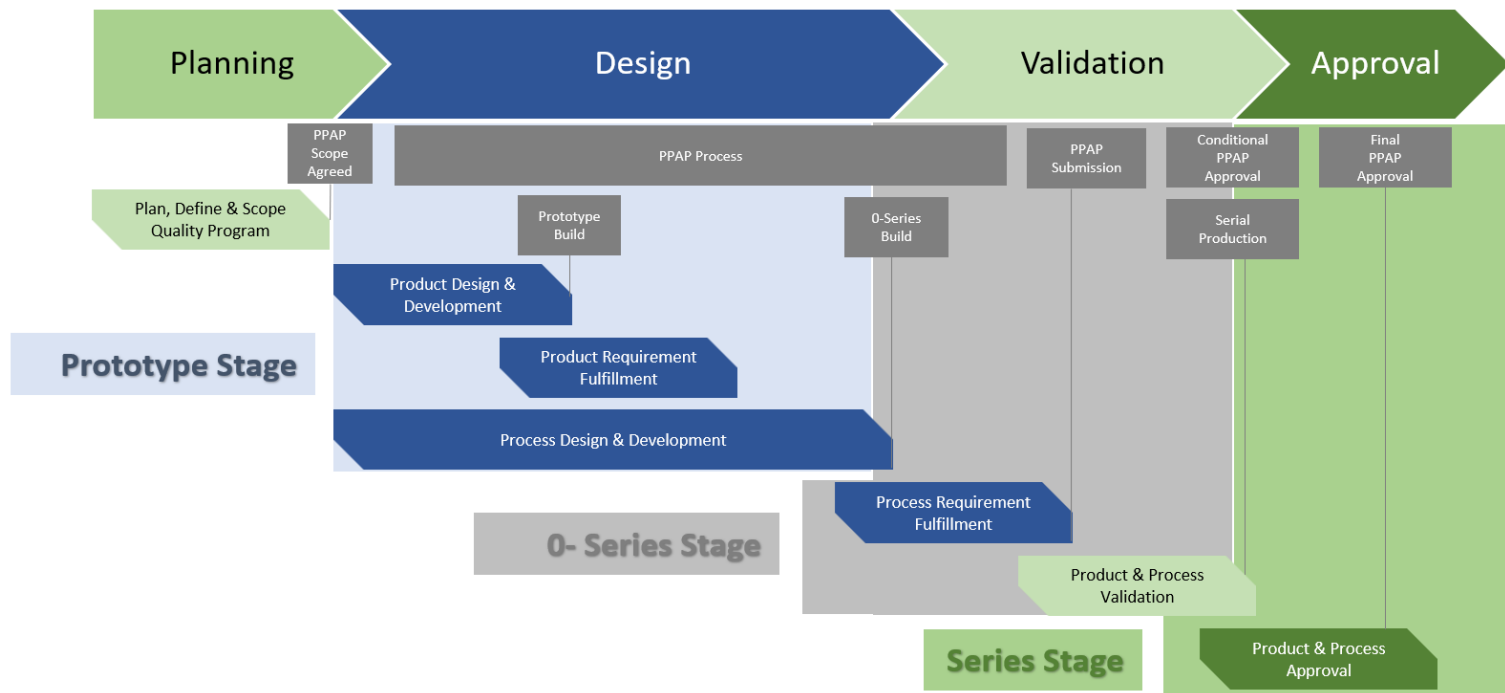 Planning
Design
Validation
Approval
PPAP
Scope
Agreed
PPAP Process
PPAP
Submission
Conditional
PPAP
Approval
Final
PPAP
Approval
Plan, Define & Scope
Quality Program
Prototype
Build
0-Series
Build
Serial
Production
Product Design &
Development
Prototype Stage
Product Requirement
Fulfillment
Process Design & Development
Process Requirement
Fulfillment
0- Series Stage
Product & Process
Validation
Series Stage
Product & Process
Approval